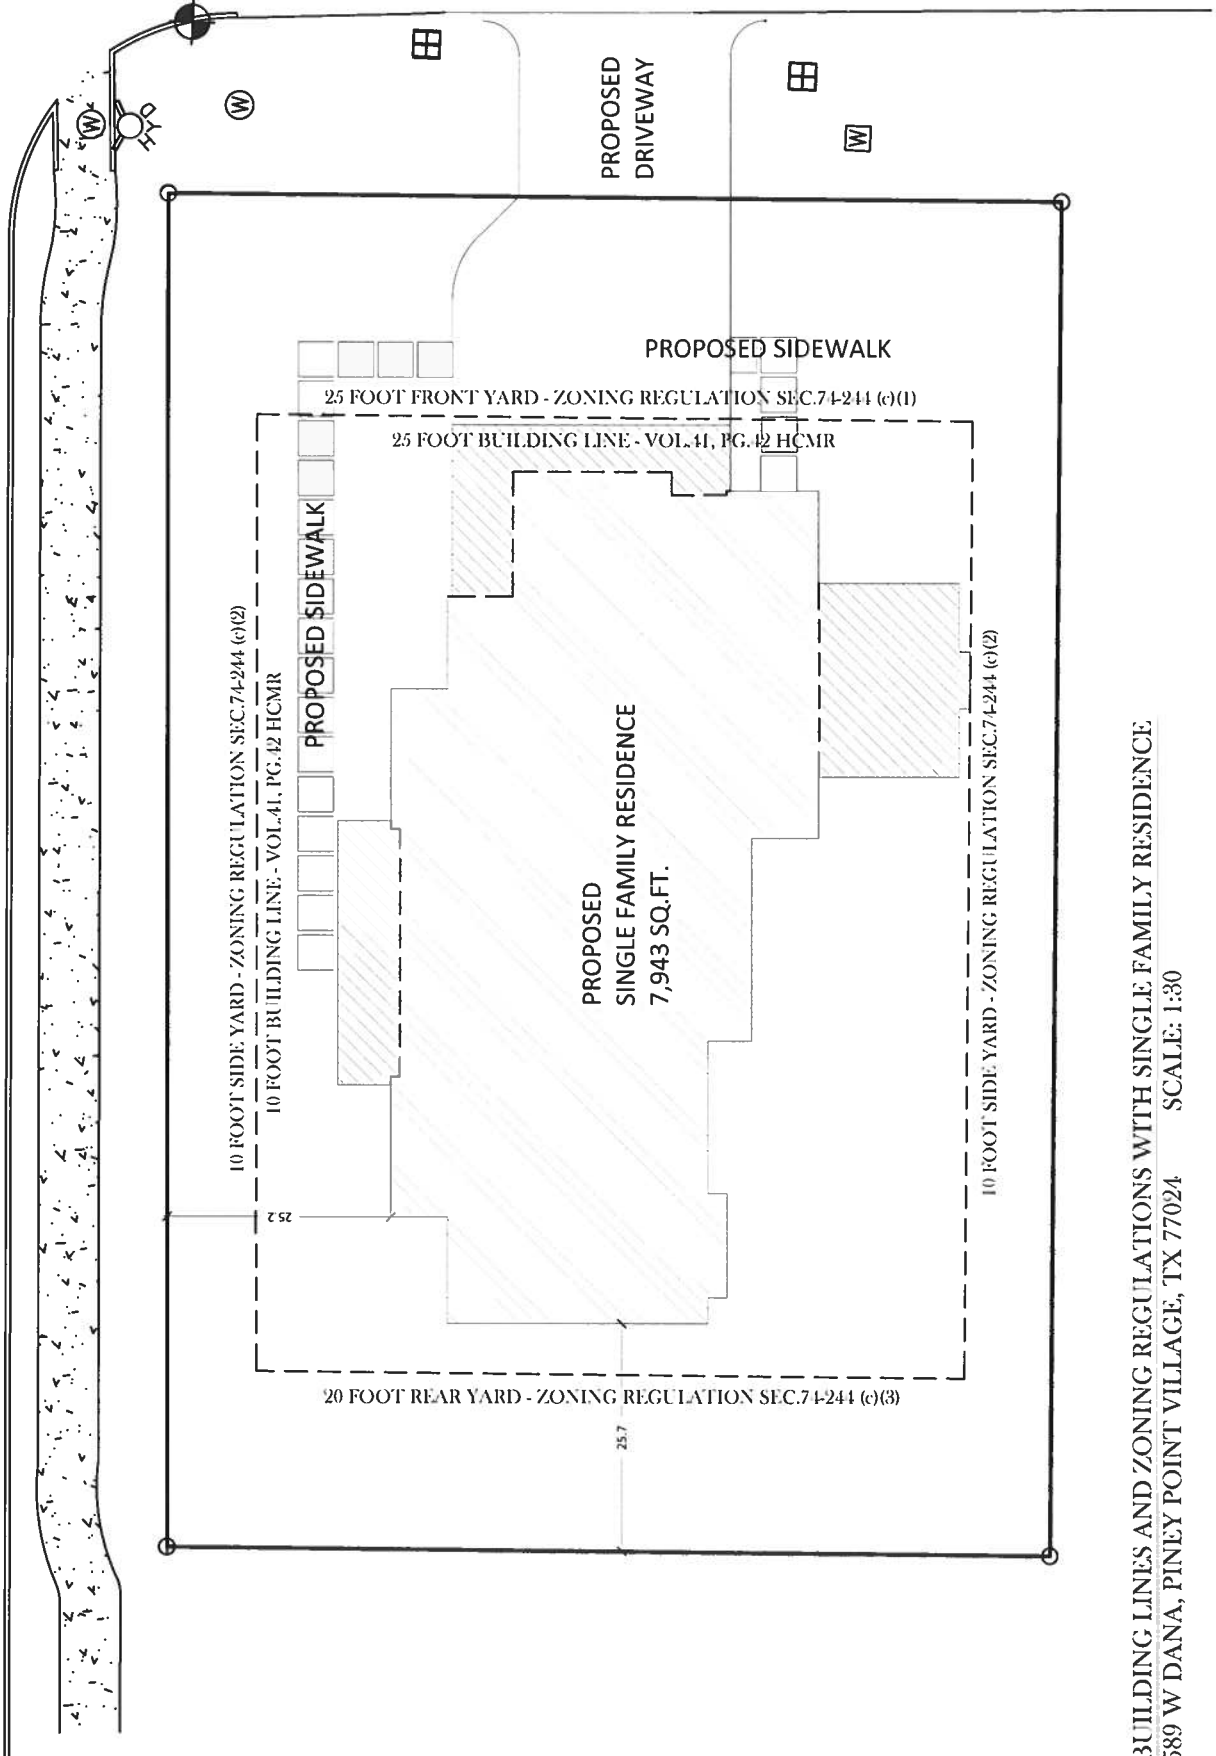 W
W
HYD
W
PROPOSED
DRIVEWAY
PROPOSED SIDEWALK
25 FOOT FRONT YARD - ZONING REGULATION SEC.74-244 (c)(1)
25 FOOT BUILDING LINE - VOL.41, PG.42 HCMR
10 FOOT SIDE YARD - ZONING REGULATION SEC.74-244 (c)(2)
10 FOOT BUILDING LINE - VOL.41, PG.42 HCMR
PROPOSED SIDEWALK
PROPOSED
SINGLE FAMILY RESIDENCE
7,943 SQ.FT.
10 FOOT SIDE YARD - ZONING REGULATION SEC.74-244 (c)(2)
25.2
20 FOOT REAR YARD - ZONING REGULATION SEC.74-244 (c)(3)
25.7
BUILDING LINES AND ZONING REGULATIONS WITH SINGLE FAMILY RESIDENCE
589 W DANA, PINEY POINT VILLAGE, TX 77024 SCALE: 1:30